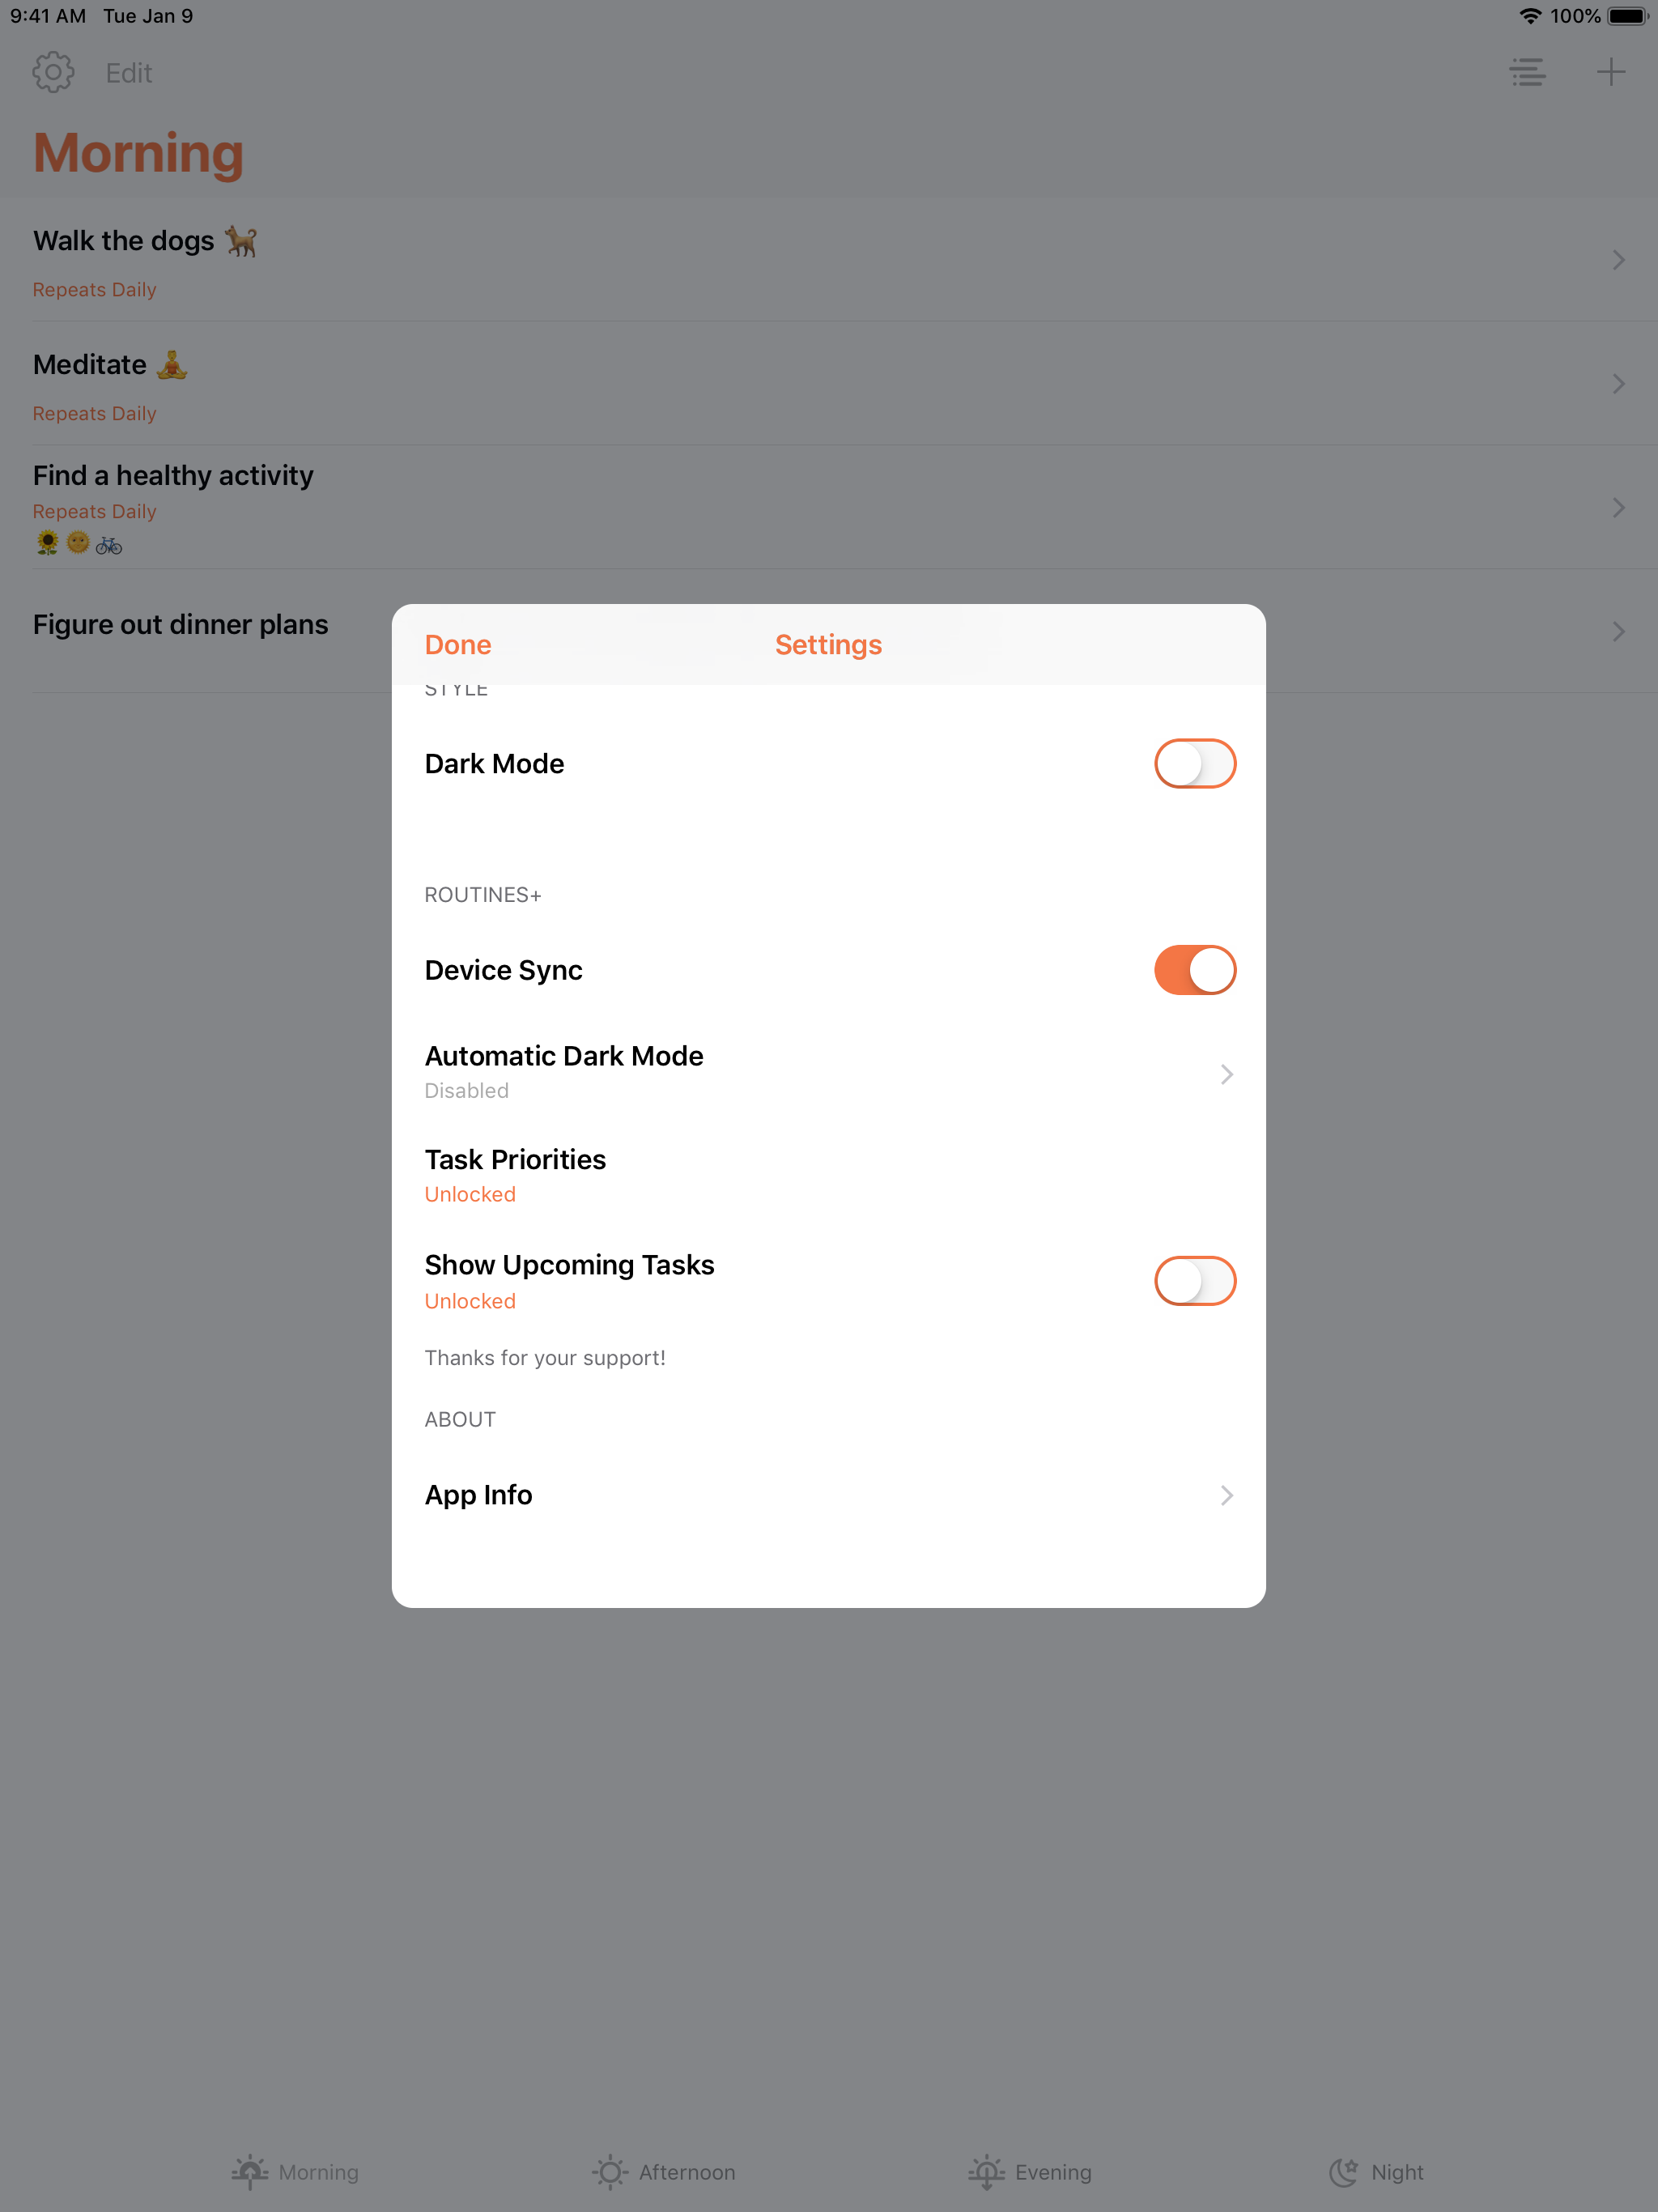 9:41 AM Tue Jan 9 100%
Edit
Morning
Walk the dogs 🐕
Repeats Daily
Meditate 🧘
Repeats Daily
Find a healthy activity
Repeats Daily
🌻🌞🚲
Figure out dinner plans
Done Settings
STYLE
Dark Mode
ROUTINES+
Device Sync
Automatic Dark Mode
Disabled
Task Priorities
Unlocked
Show Upcoming Tasks
Unlocked
Thanks for your support!
ABOUT
App Info
Morning Afternoon Evening Night